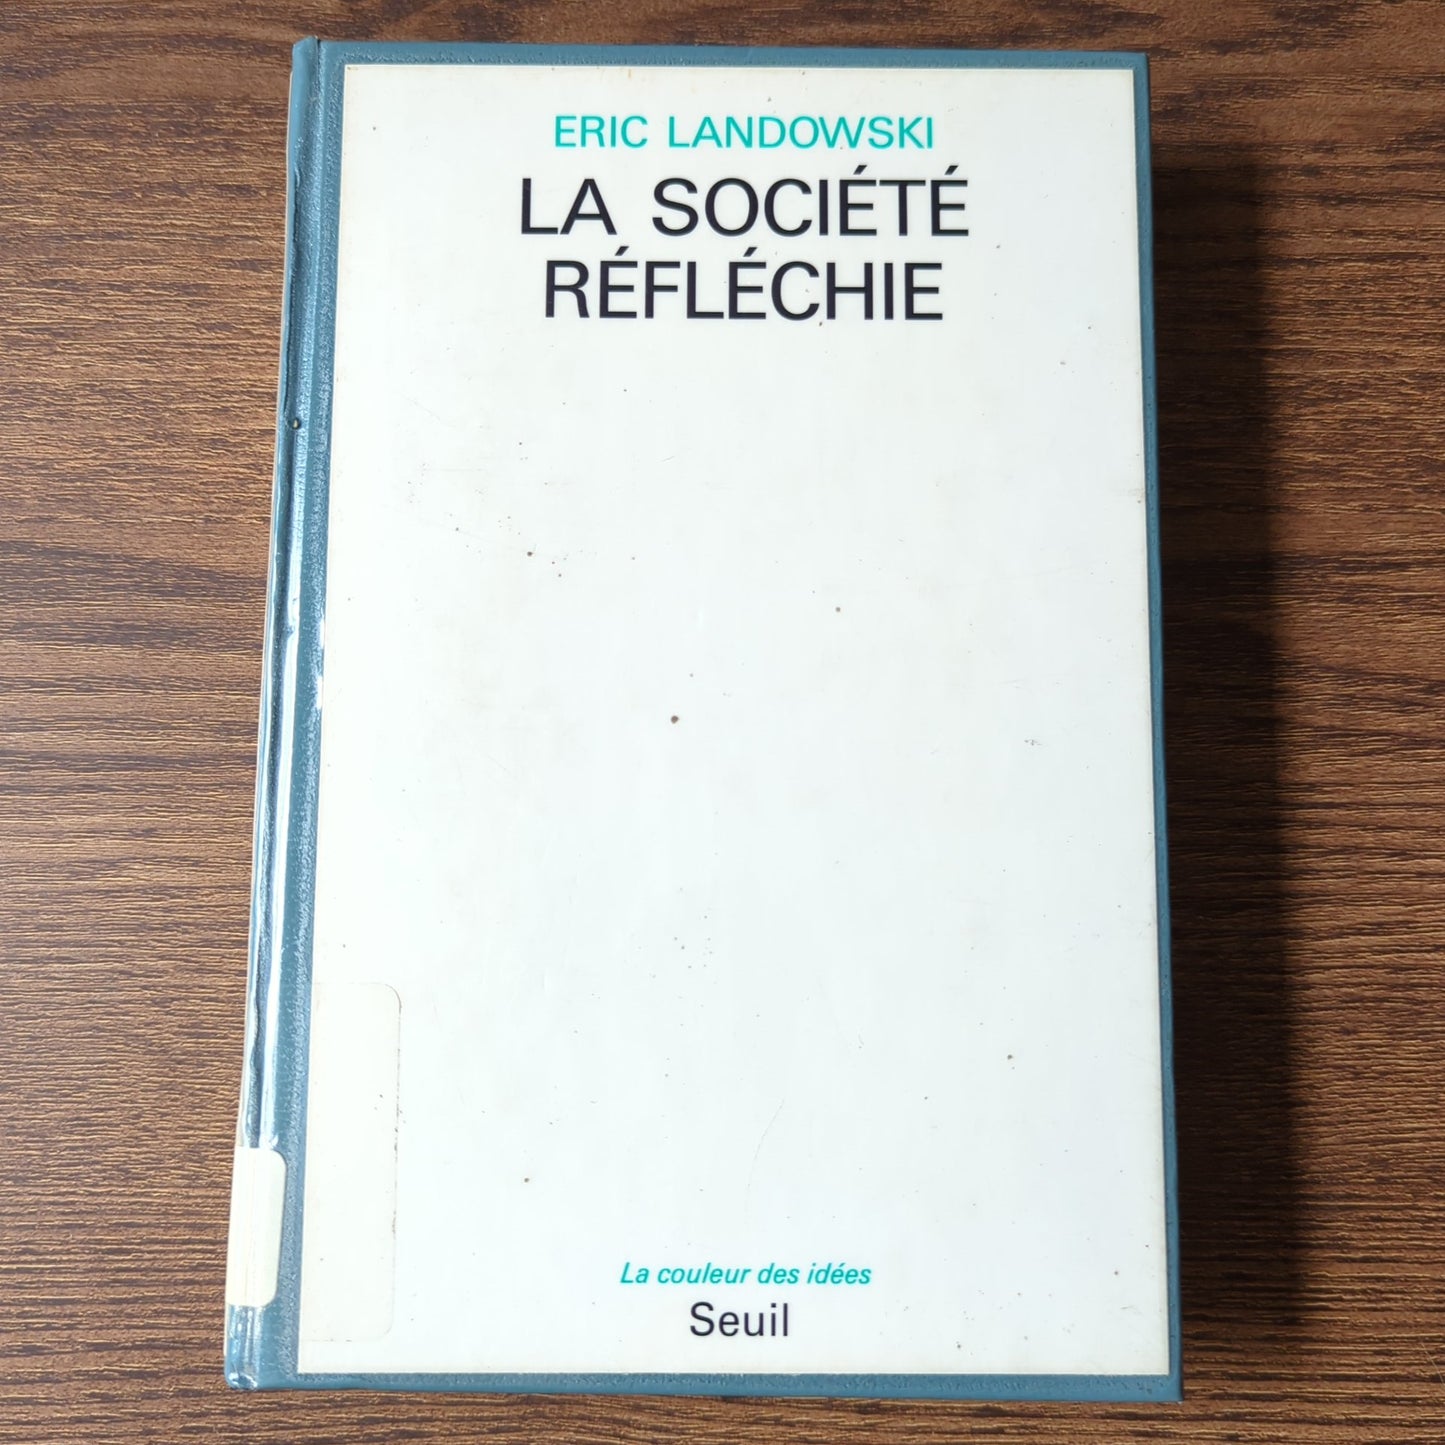 ERIC LANDOWSKI
LA SOCIÉTÉ
RÉFLÉCHIE
La couleur des idées
Seuil